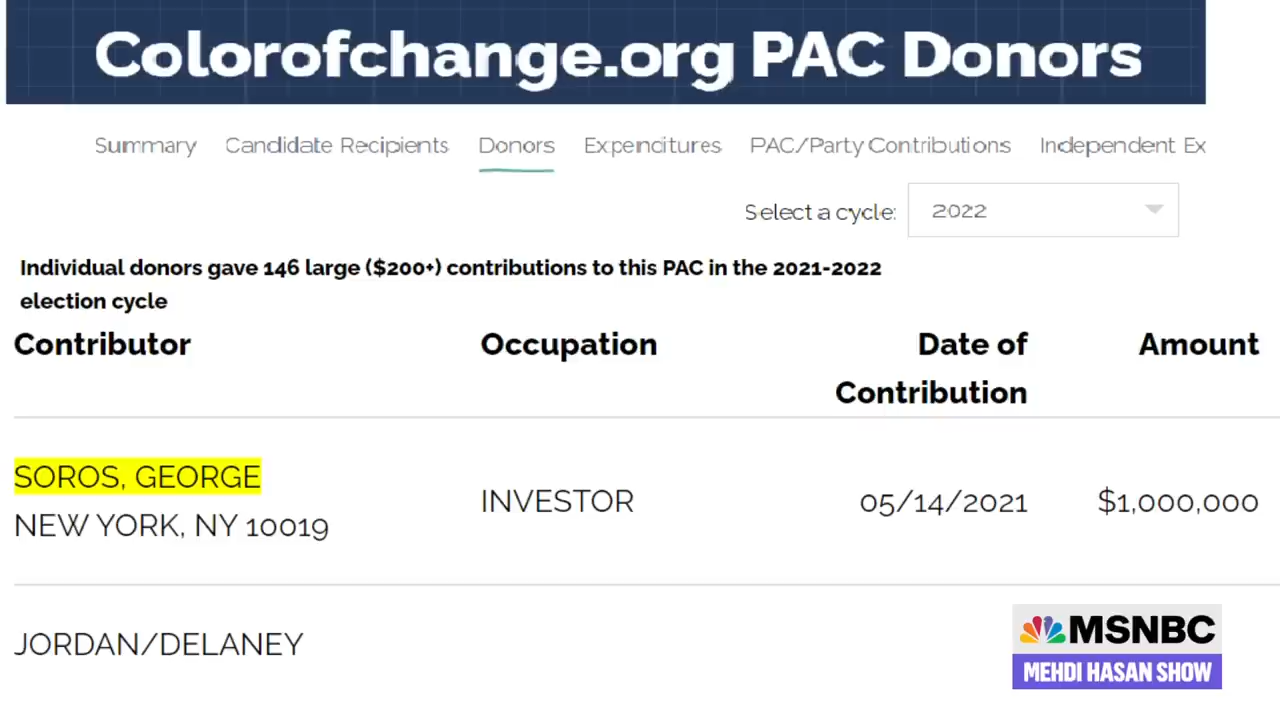 Colorofchange.org PAC Donors
Summary Candidate Recipients Donors Expenditures PAC/Party Contributions Independent Ex
Select a cycle: 2022
Individual donors gave 146 large ($200+) contributions to this PAC in the 2021-2022
election cycle
Contributor Occupation Date of Contribution Amount
SOROS, GEORGE
NEW YORK, NY 10019 INVESTOR 05/14/2021 $1,000,000
JORDAN/DELANEY
MSNBC
MEHDI HASAN SHOW